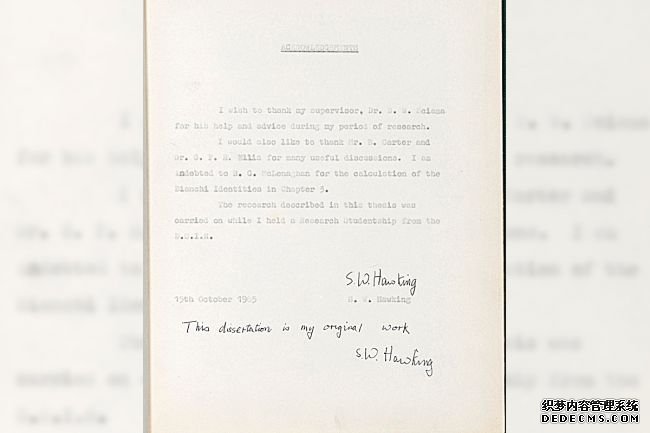 ACKNOWLEDGEMENTS
I wish to thank my supervisor, Dr. D. W. Sciama
for his help and advice during my period of research.
I would also like to thank Mr. B. Carter and
Dr. G. F. R. Ellis for many useful discussions. I am
indebted to R. G. McLenaghan for the calculation of the
Bianchi Identities in Chapter 3.
The research described in this thesis was
carried on while I held a Research Studentship from the
D.S.I.R.
S.W. Hawking
15th October 1965 S. W. Hawking
This dissertation is my original work
S.W. Hawking
织梦内容管理系统
DEDECMS.COM